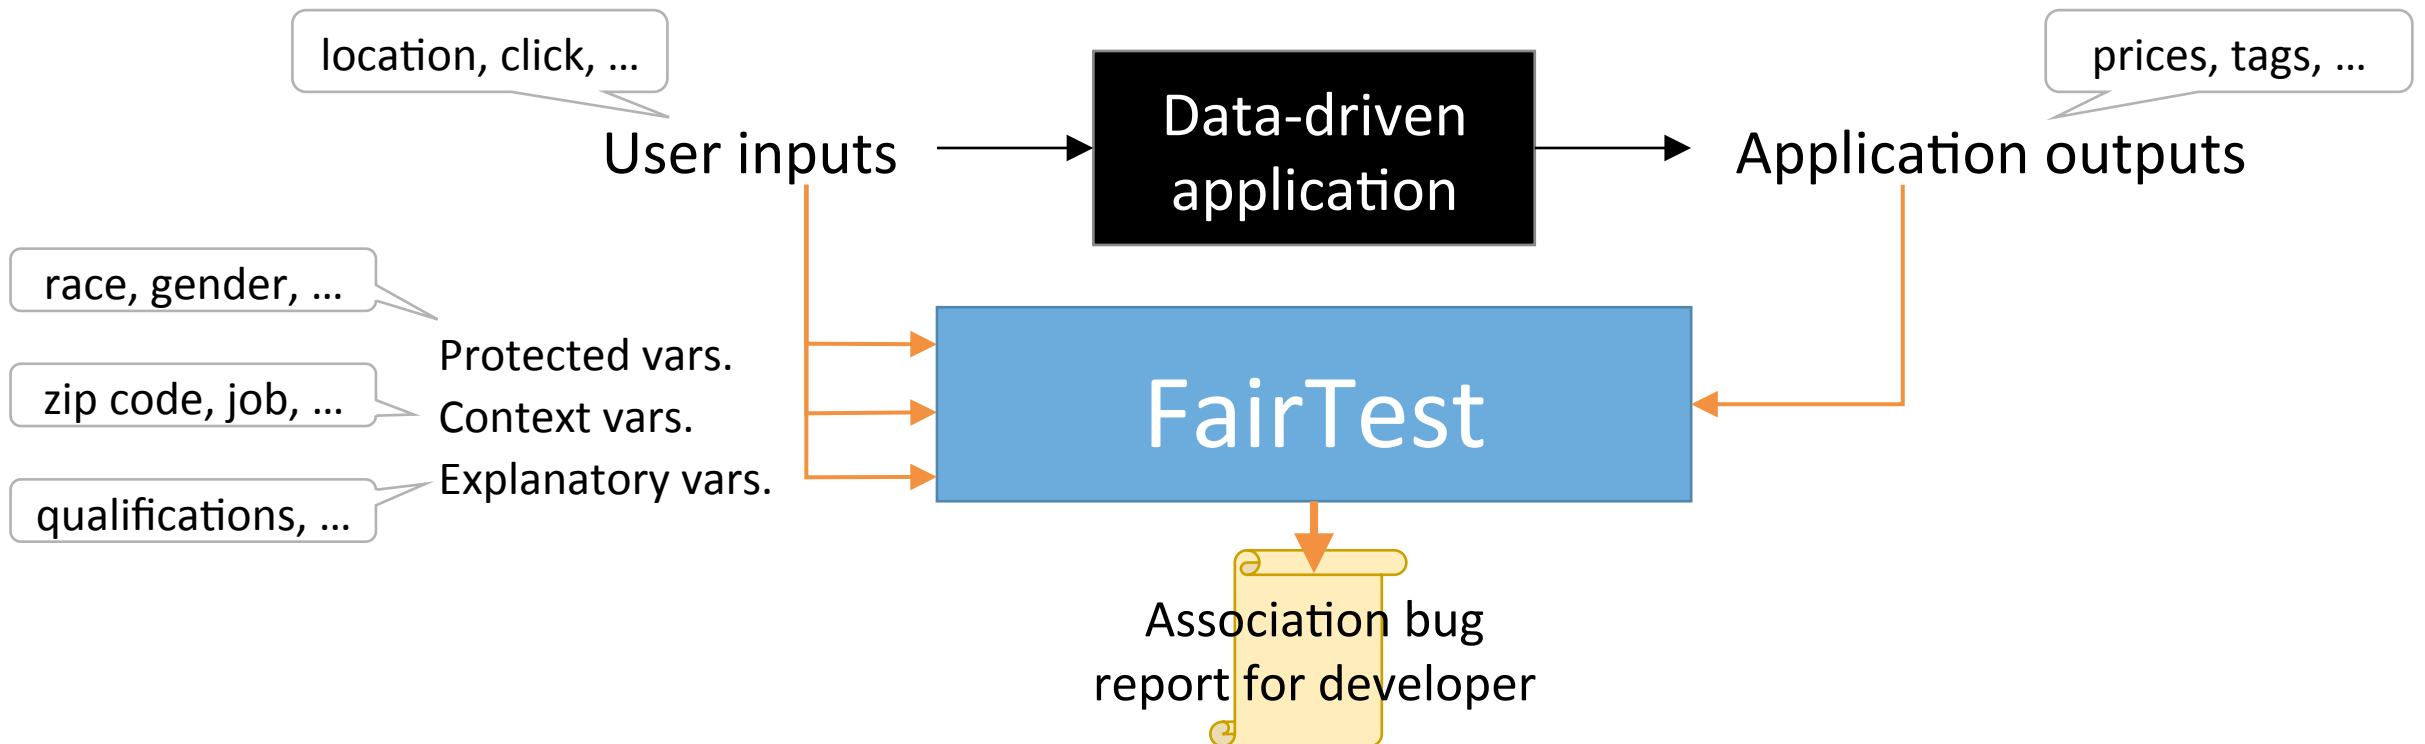 location, click, …
prices, tags, …
User inputs
Data-driven
application
Application outputs
race, gender, …
Protected vars.
zip code, job, …
Context vars.
Explanatory vars.
qualifications, …
FairTest
Association bug
report for developer